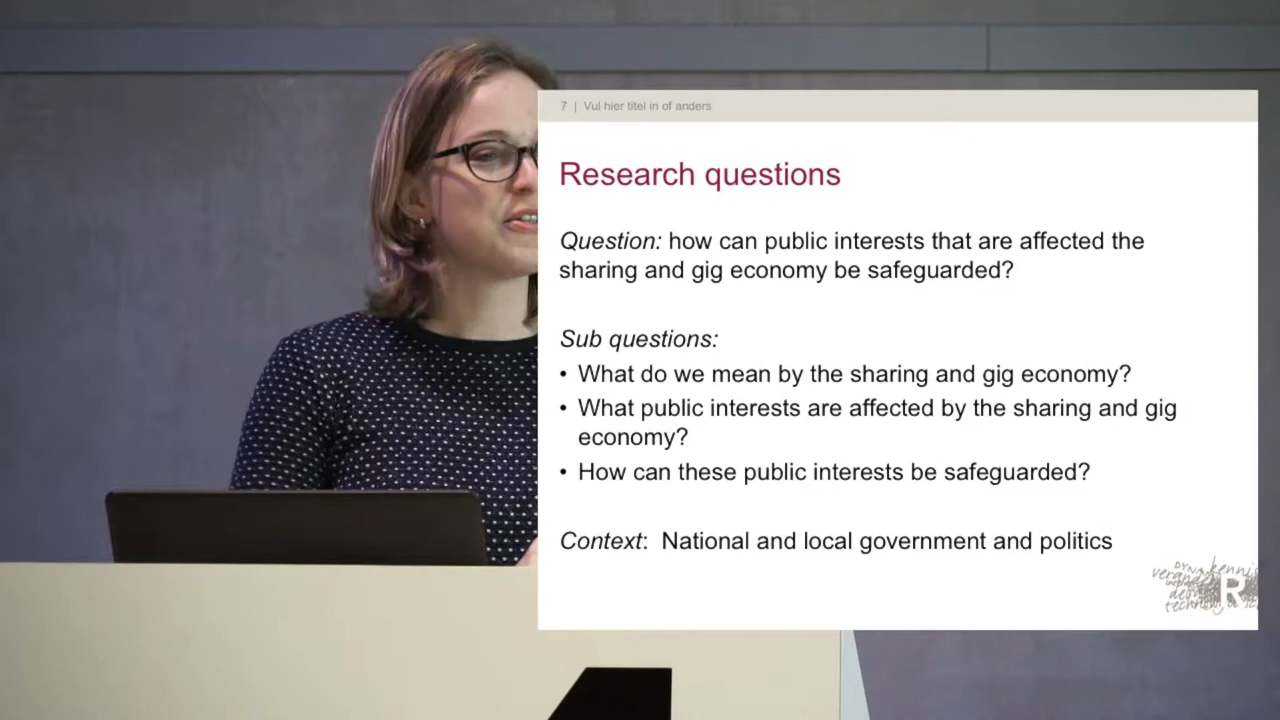 7 | Vul hier titel in of anders
Research questions
Question: how can public interests that are affected the
sharing and gig economy be safeguarded?
Sub questions:
• What do we mean by the sharing and gig economy?
• What public interests are affected by the sharing and gig
economy?
• How can these public interests be safeguarded?
Context: National and local government and politics
kennis
R